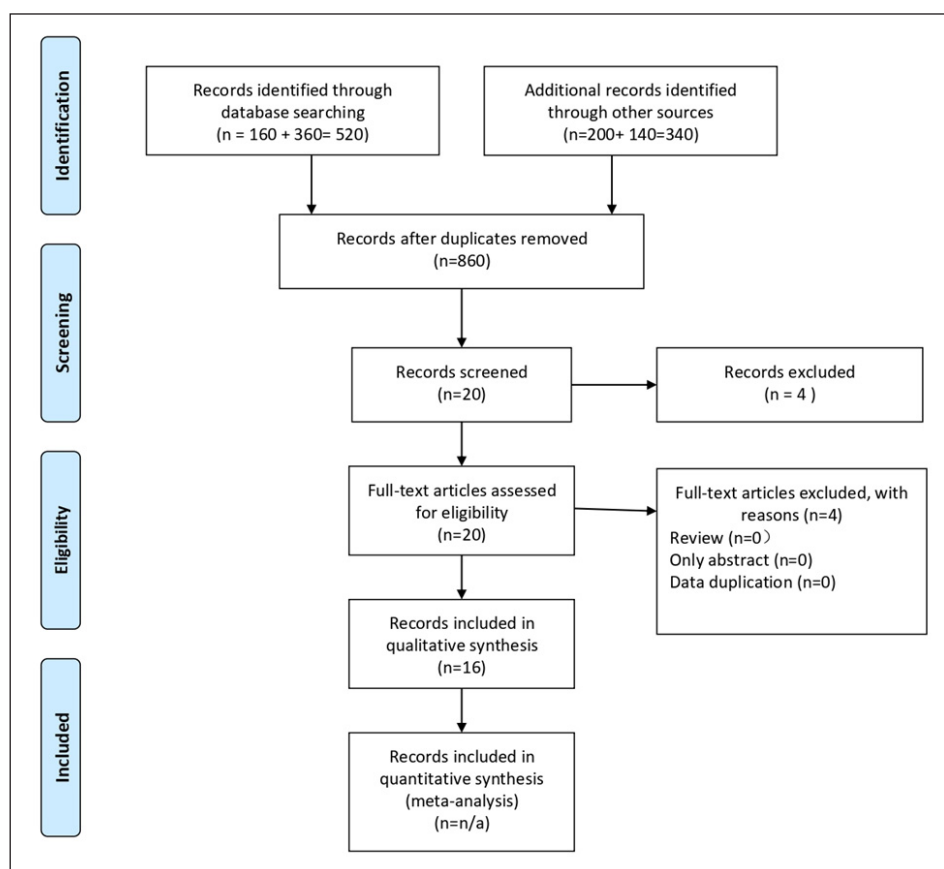 Identification
Records identified through
database searching
(n = 160 + 360= 520)
Additional records identified
through other sources
(n=200+ 140=340)
Records after duplicates removed
(n=860)
Screening
Records screened
(n=20)
Records excluded
(n = 4 )
Eligibility
Full-text articles assessed
for eligibility
(n=20)
Full-text articles excluded, with
reasons (n=4)
Review (n=0）
Only abstract (n=0)
Data duplication (n=0)
Records included in
qualitative synthesis
(n=16)
Included
Records included in
quantitative synthesis
(meta-analysis)
(n=n/a)